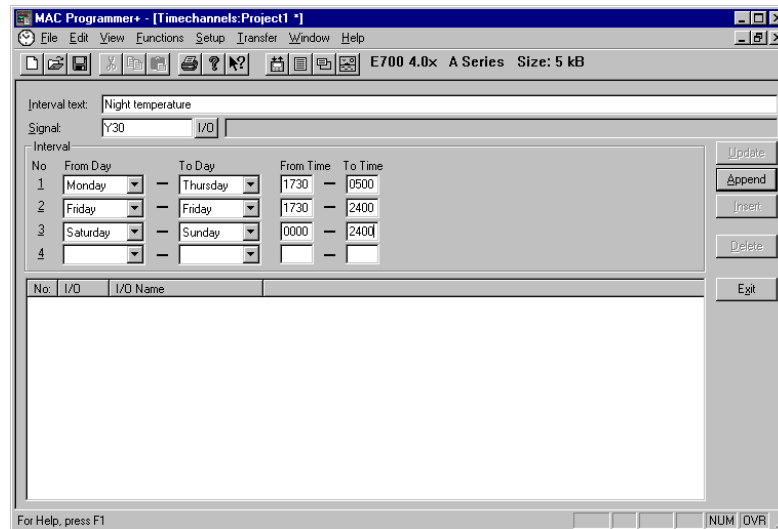 MAC Programmer+ - [Timechannels:Project1 *]
File Edit View Functions Setup Transfer Window Help
E700 4.0x A Series Size: 5 kB
Interval text: Night temperature
Signal: Y30 I/O
Interval
No From Day To Day From Time To Time
1 Monday — Thursday 1730 — 0500
2 Friday — Friday 1730 — 2400
3 Saturday — Sunday 0000 — 2400
4 — —
Update
Append
Insert
Delete
Exit
No: I/O I/O Name
For Help, press F1 NUM OVR